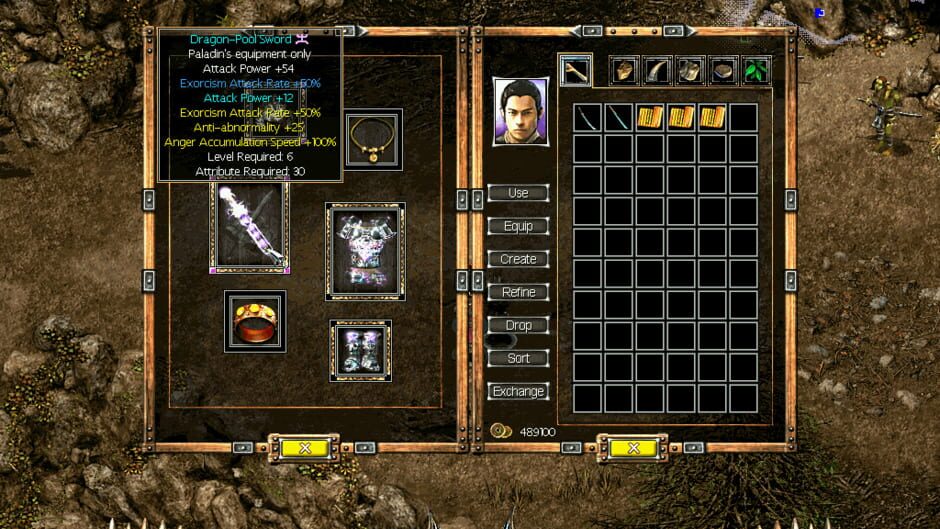 Dragon-Pool Sword
Paladin's equipment only
Attack Power +54
Exorcism Attack Rate +60%
Attack Power +12
Exorcism Attack Rate +50%
Anti-abnormality +25
Anger Accumulation Speed +100%
Level Required: 6
Attribute Required: 30
Use
Equip
Create
Refine
Drop
Sort
Exchange
489100
X
X